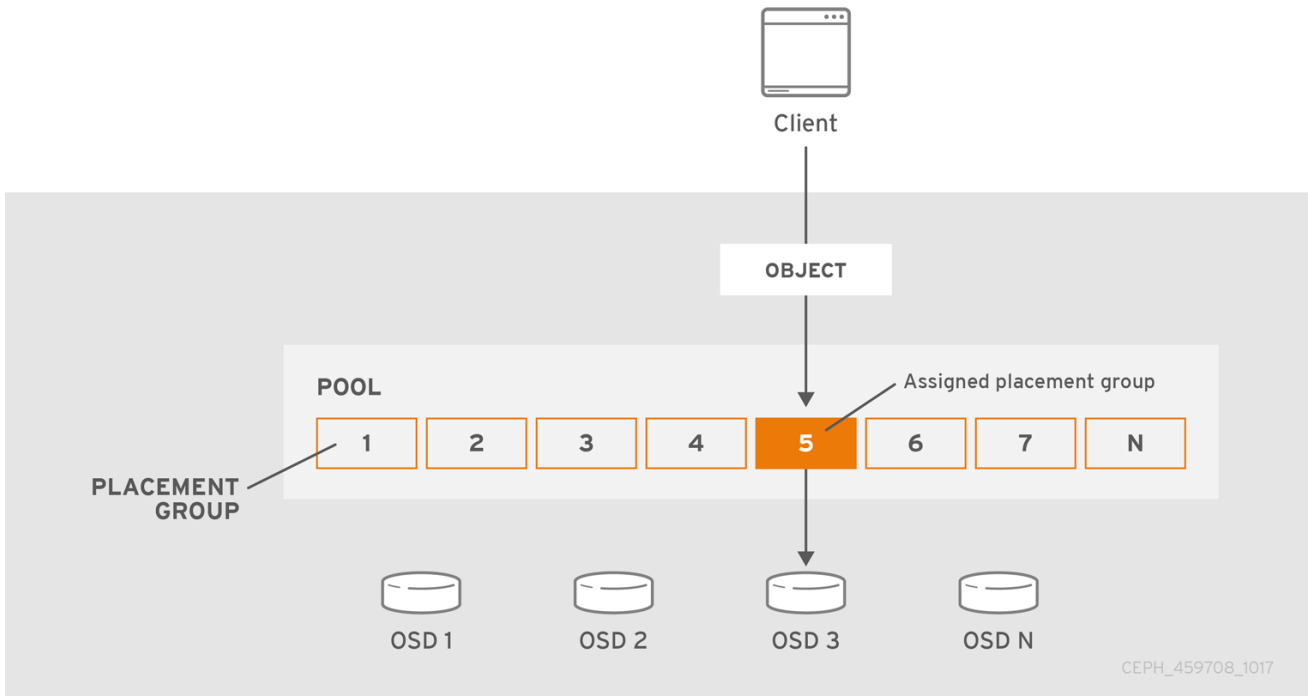 Client
OBJECT
POOL
Assigned placement group
1
2
3
4
5
6
7
N
PLACEMENT
GROUP
OSD 1
OSD 2
OSD 3
OSD N
CEPH_459708_1017